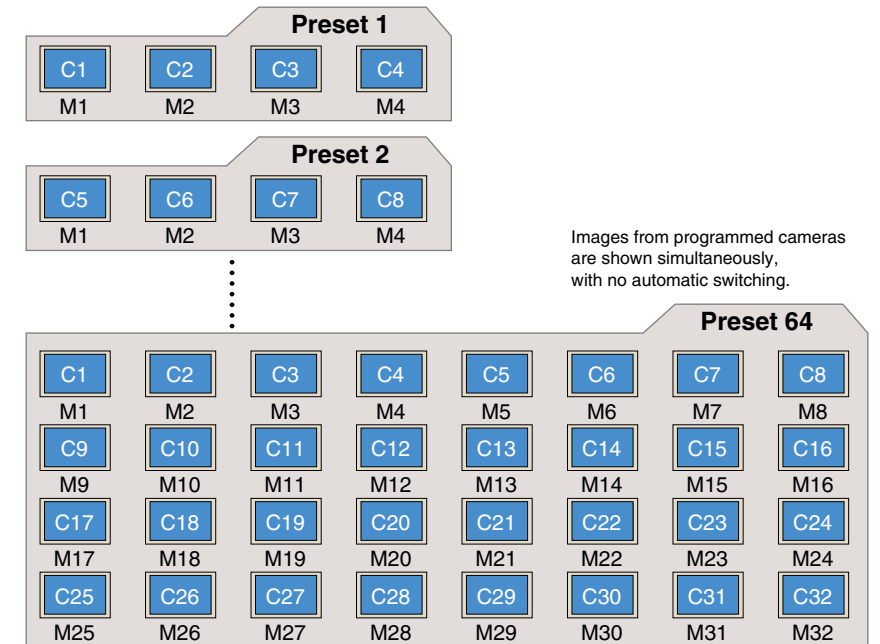 Preset 1
C1 C2 C3 C4
M1 M2 M3 M4
Preset 2
C5 C6 C7 C8
M1 M2 M3 M4
Images from programmed cameras
are shown simultaneously,
with no automatic switching.
Preset 64
C1 C2 C3 C4 C5 C6 C7 C8
M1 M2 M3 M4 M5 M6 M7 M8
C9 C10 C11 C12 C13 C14 C15 C16
M9 M10 M11 M12 M13 M14 M15 M16
C17 C18 C19 C20 C21 C22 C23 C24
M17 M18 M19 M20 M21 M22 M23 M24
C25 C26 C27 C28 C29 C30 C31 C32
M25 M26 M27 M28 M29 M30 M31 M32